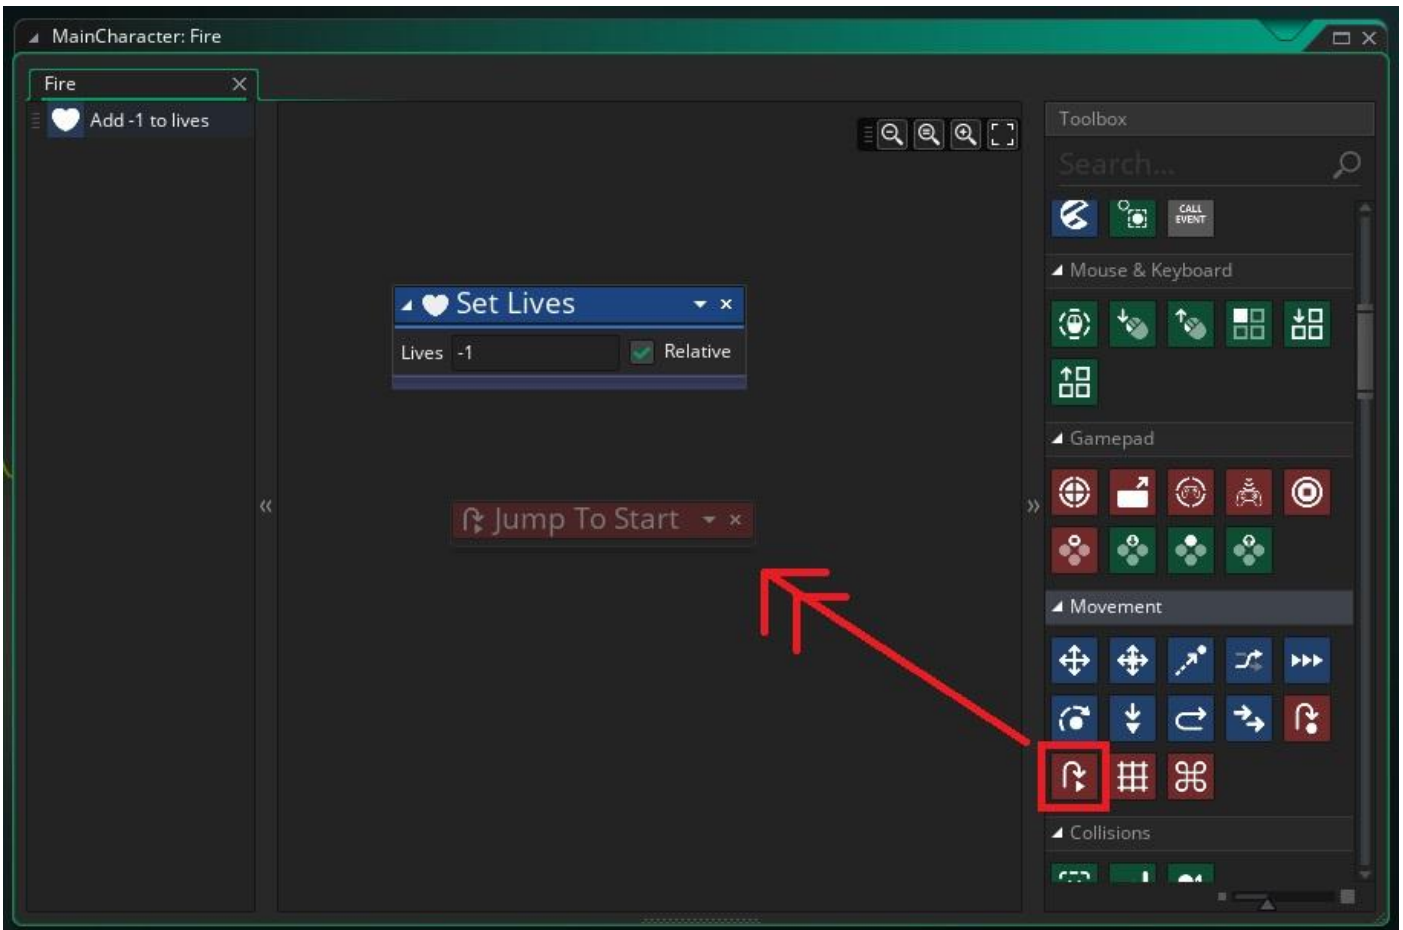 MainCharacter: Fire
Fire
Add -1 to lives
Set Lives
Lives -1 Relative
Jump To Start
Toolbox
Search...
CALL
EVENT
Mouse & Keyboard
Gamepad
Movement
Collisions